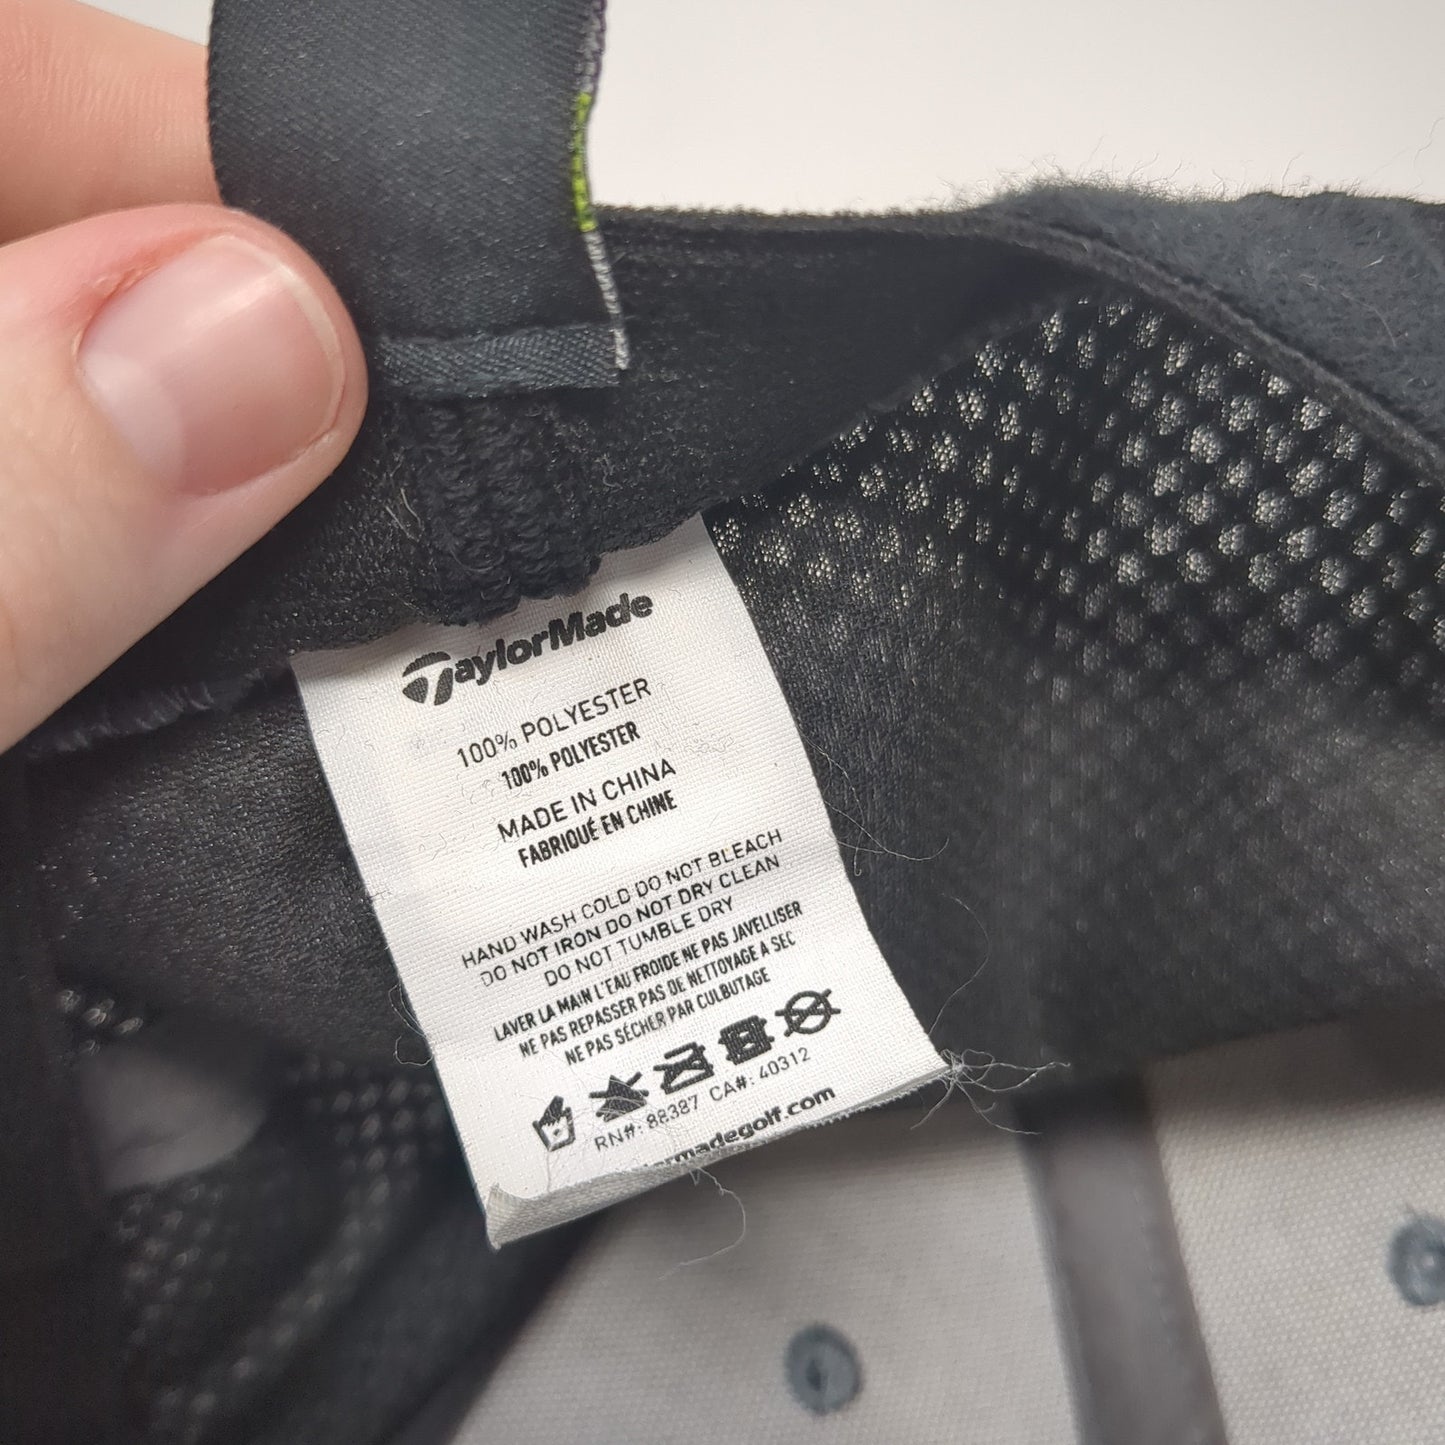 TaylorMade
100% POLYESTER
100% POLYESTER
MADE IN CHINA
FABRIQUÉ EN CHINE
HAND WASH COLD DO NOT BLEACH
DO NOT IRON DO NOT DRY CLEAN
DO NOT TUMBLE DRY
LAVER LA MAIN L'EAU FROIDE NE PAS JAVELLISER
NE PAS REPASSER PAS DE NETTOYAGE A SEC
NE PAS SÉCHER PAR CULBUTAGE
RN#: 88387 CA#: 40312